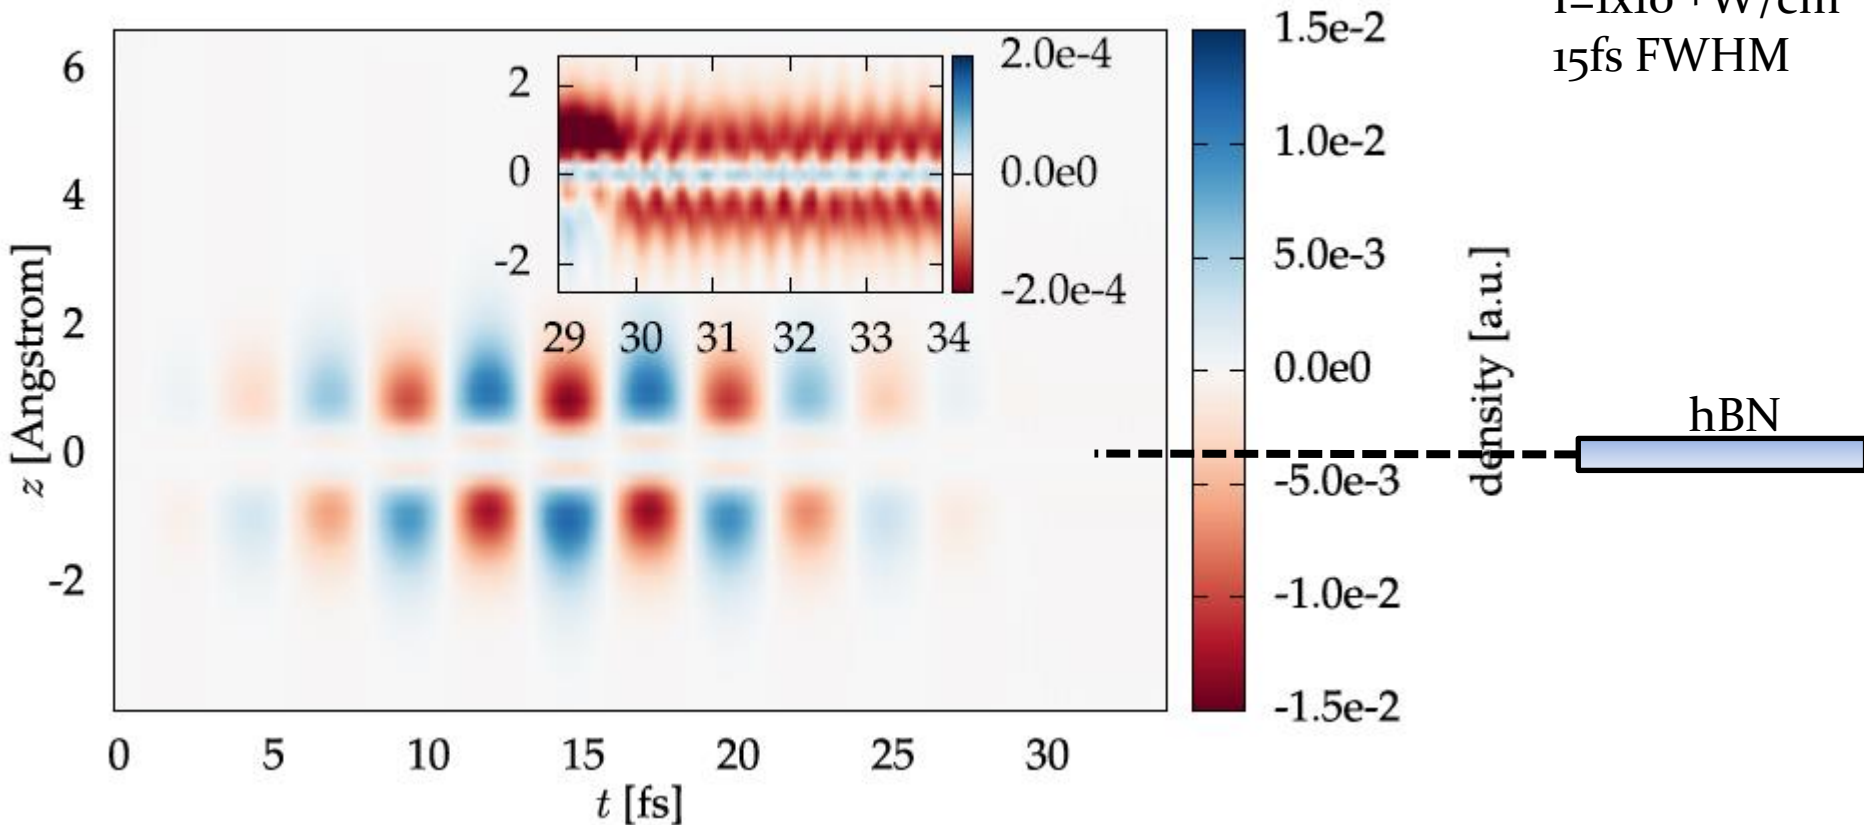 15fs FWHM
6
4
2
0
-2
z [Angstrom]
0 5 10 15 20 25 30
t [fs]
2
0
-2
29 30 31 32 33 34
2.0e-4
0.0e0
-2.0e-4
1.5e-2
1.0e-2
5.0e-3
0.0e0
-5.0e-3
-1.0e-2
-1.5e-2
density [a.u.]
hBN